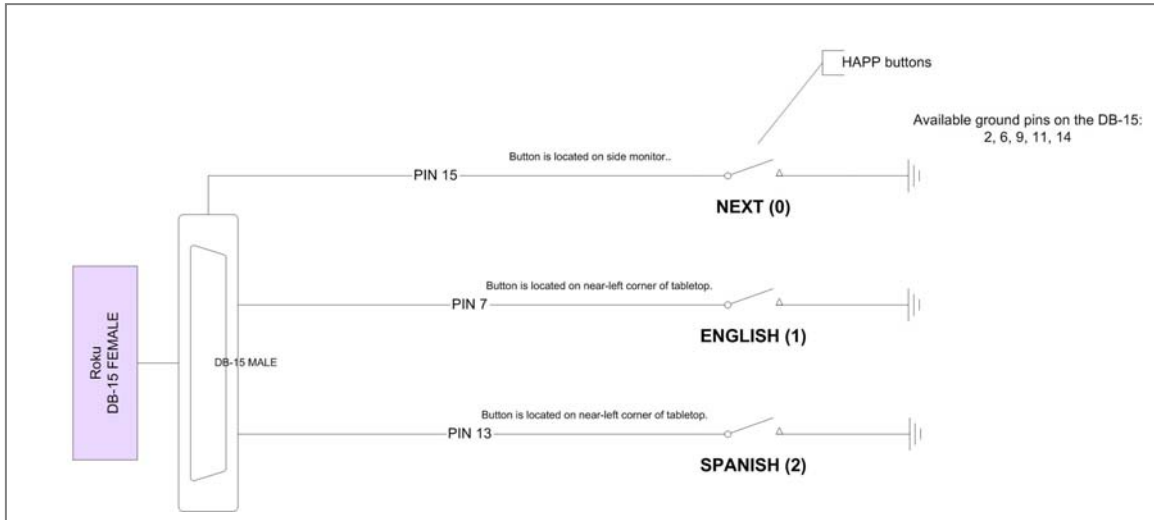 HAPP buttons
Available ground pins on the DB-15:
2, 6, 9, 11, 14
Button is located on side monitor..
PIN 15
NEXT (0)
Button is located on near-left corner of tabletop.
PIN 7
ENGLISH (1)
Roku
DB-15 FEMALE
DB-15 MALE
Button is located on near-left corner of tabletop.
PIN 13
SPANISH (2)